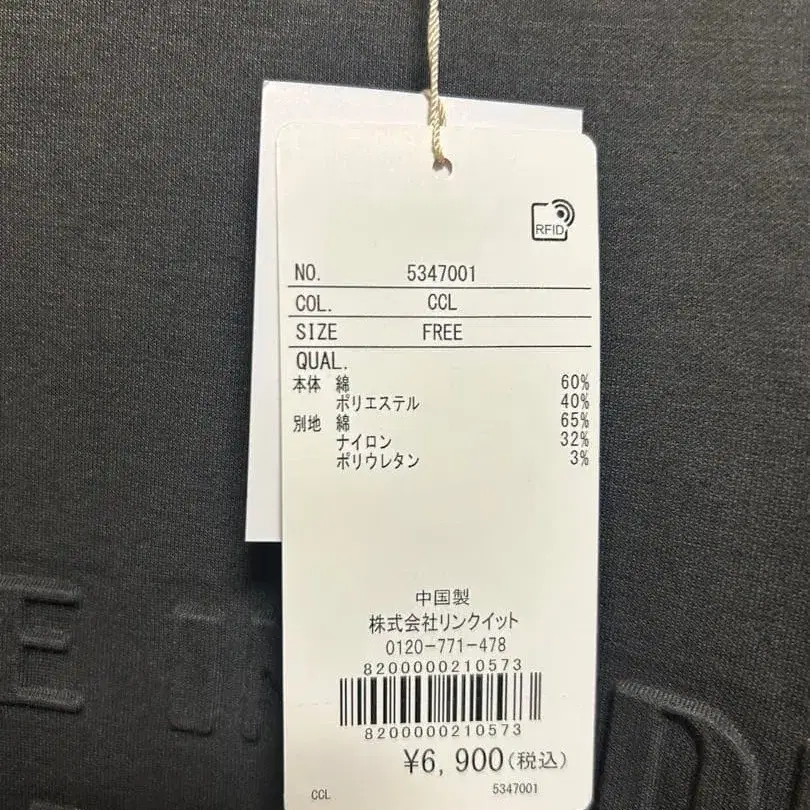 RFID
NO. 5347001
COL. CCL
SIZE FREE
QUAL.
本体 綿 60%
ポリエステル 40%
別地 綿 65%
ナイロン 32%
ポリウレタン 3%
中国製
株式会社リンクイット
0120-771-478
8200000210573
8200000210573
¥6,900(税込)
CCL 5347001